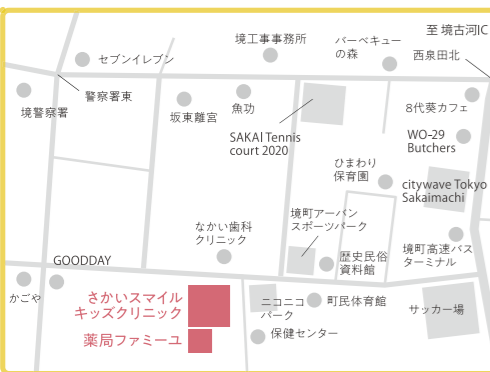 至 境古河IC
境工事事務所
バーベキュー
の森
西泉田北
セブンイレブン
警察署東
境警察署
坂東離宮
魚功
8代葵カフェ
SAKAI Tennis
court 2020
WO-29
Butchers
ひまわり
保育園
citywave Tokyo
Sakaimachi
境町アーバン
スポーツパーク
なかい歯科
クリニック
境町高速バス
ターミナル
歴史民俗
資料館
GOODDAY
かごや
さかいスマイル
キッズクリニック
ニコニコ
パーク
町民体育館
サッカー場
薬局ファミーユ
保健センター